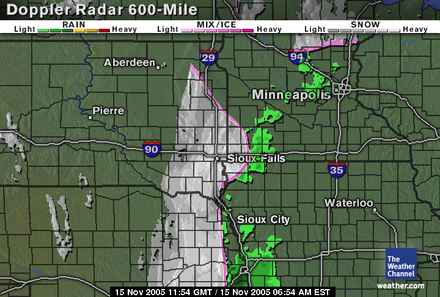 Doppler Radar 600-Mile
RAIN MIX/ICE SNOW
Light Heavy Light Heavy Light Heavy
Aberdeen
29
94
Minneapolis
Pierre
90
Sioux Falls
35
Waterloo
Sioux City
The
Weather
Channel
weather.com
15 Nov 2005 11:54 GMT / 15 Nov 2005 06:54 AM EST